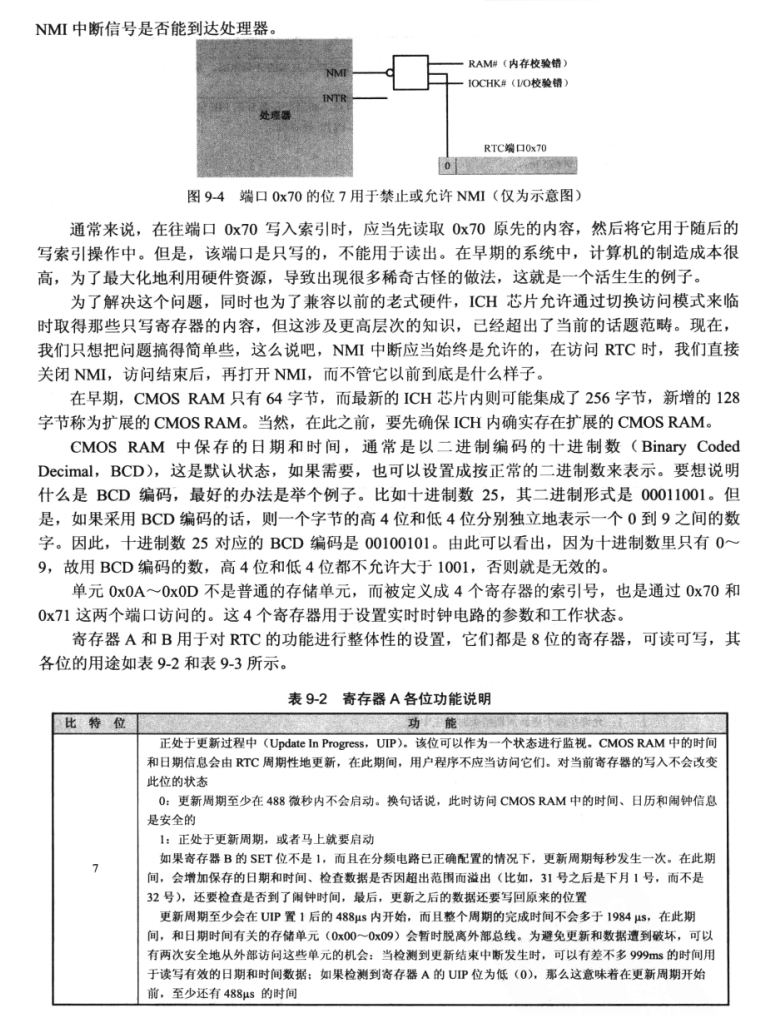 NMI 中断信号是否能到达处理器。
NMI
RAM#（内存校验错）
IOCHK#（I/O校验错）
INTR
处理器
RTC端口0x70
0
图 9-4 端口 0x70 的位 7 用于禁止或允许 NMI（仅为示意图）
通常来说，在往端口 0x70 写入索引时，应当先读取 0x70 原先的内容，然后将它用于随后的
写索引操作中。但是，该端口是只写的，不能用于读出。在早期的系统中，计算机的制造成本很
高，为了最大化地利用硬件资源，导致出现很多稀奇古怪的做法，这就是一个活生生的例子。
为了解决这个问题，同时也为了兼容以前的老式硬件，ICH 芯片允许通过切换访问模式来临
时取得那些只写寄存器的内容，但这涉及更高层次的知识，已经超出了当前的话题范畴。现在，
我们只想把问题搞得简单些，这么说吧，NMI 中断应当始终是允许的，在访问 RTC 时，我们直接
关闭 NMI，访问结束后，再打开 NMI，而不管它以前到底是什么样子。
在早期，CMOS RAM 只有 64 字节，而最新的 ICH 芯片内则可能集成了 256 字节，新增的 128
字节称为扩展的 CMOS RAM。当然，在此之前，要先确保 ICH 内确实存在扩展的 CMOS RAM。
CMOS RAM 中保存的日期和时间，通常是以二进制编码的十进制数（Binary Coded
Decimal，BCD），这是默认状态，如果需要，也可以设置成按正常的二进制数来表示。要想说明
什么是 BCD 编码，最好的办法是举个例子。比如十进制数 25，其二进制形式是 00011001。但
是，如果采用 BCD 编码的话，则一个字节的高 4 位和低 4 位分别独立地表示一个 0 到 9 之间的数
字。因此，十进制数 25 对应的 BCD 编码是 00100101。由此可以看出，因为十进制数里只有 0～
9，故用 BCD 编码的数，高 4 位和低 4 位都不允许大于 1001，否则就是无效的。
单元 0x0A～0x0D 不是普通的存储单元，而被定义成 4 个寄存器的索引号，也是通过 0x70 和
0x71 这两个端口访问的。这 4 个寄存器用于设置实时时钟电路的参数和工作状态。
寄存器 A 和 B 用于对 RTC 的功能进行整体性的设置，它们都是 8 位的寄存器，可读可写，其
各位的用途如表 9-2 和表 9-3 所示。
表 9-2 寄存器 A 各位功能说明
比 特 位
功 能
7
正处于更新过程中（Update In Progress，UIP）。该位可以作为一个状态进行监视。CMOS RAM 中的时间
和日期信息会由 RTC 周期性地更新，在此期间，用户程序不应当访问它们。对当前寄存器的写入不会改变
此位的状态
0：更新周期至少在 488 微秒内不会启动。换句话说，此时访问 CMOS RAM 中的时间、日历和闹钟信息
是安全的
1：正处于更新周期，或者马上就要启动
如果寄存器 B 的 SET 位不是 1，而且在分频电路已正确配置的情况下，更新周期每秒发生一次。在此期
间，会增加保存的日期和时间、检查数据是否因超出范围而溢出（比如，31 号之后是下月 1 号，而不是
32 号），还要检查是否到了闹钟时间，最后，更新之后的数据还要写回原来的位置
更新周期至少会在 UIP 置 1 后的 488μs 内开始，而且整个周期的完成时间不会多于 1984 μs，在此期
间，和日期时间有关的存储单元（0x00～0x09）会暂时脱离外部总线。为避免更新和数据遭到破坏，可以
有两次安全地从外部访问这些单元的机会：当检测到更新结束中断发生时，可以有差不多 999ms 的时间用
于读写有效的日期和时间数据；如果检测到寄存器 A 的 UIP 位为低（0），那么这意味着在更新周期开始
前，至少还有 488μs 的时间